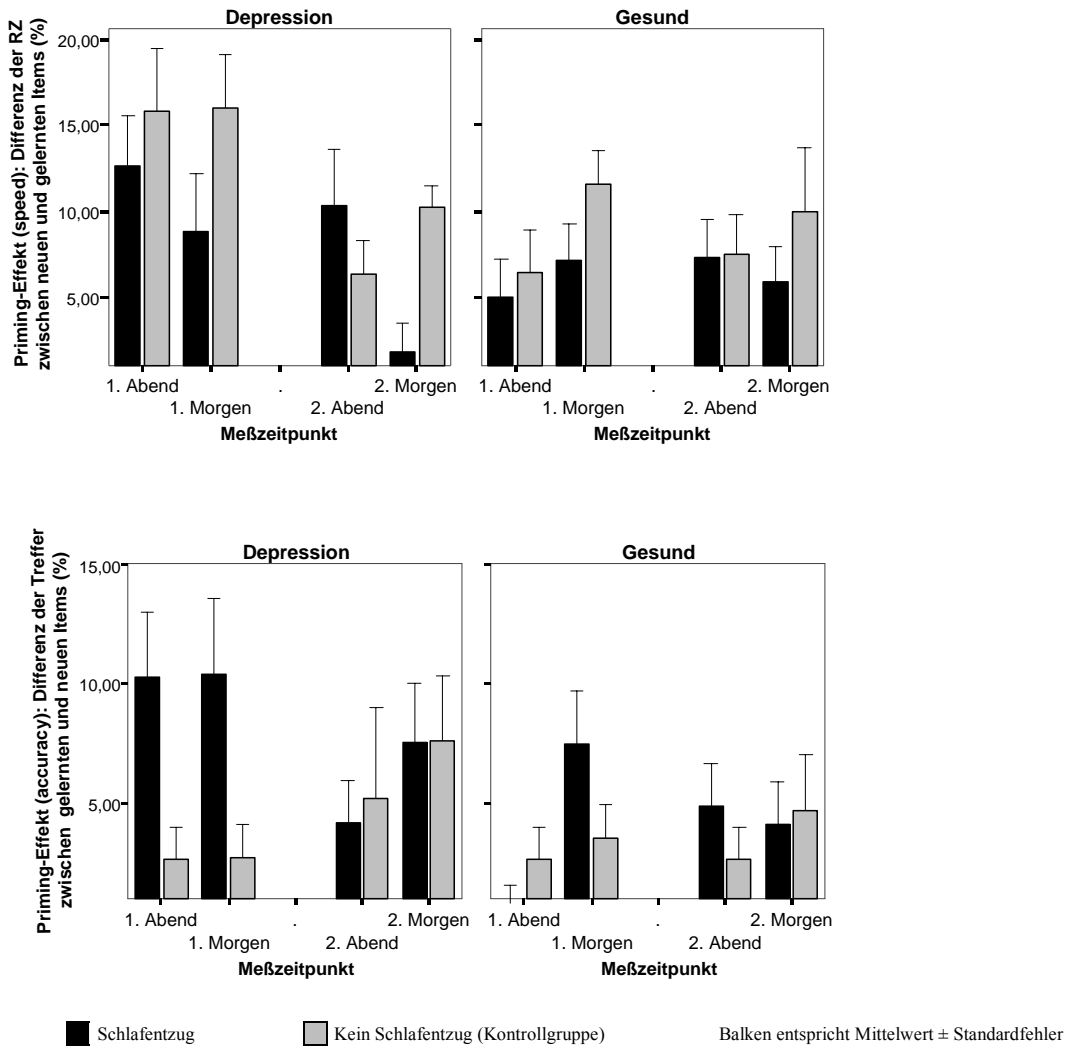 Depression
Gesund
Priming-Effekt (speed): Differenz der RZ
zwischen neuen und gelernten Items (%)
20,00
15,00
10,00
5,00
1. Abend
1. Morgen
.
2. Abend
2. Morgen
Meßzeitpunkt
1. Abend
1. Morgen
.
2. Abend
2. Morgen
Meßzeitpunkt
Depression
Gesund
Priming-Effekt (accuracy): Differenz der Treffer
zwischen gelernten und neuen Items (%)
15,00
10,00
5,00
1. Abend
1. Morgen
.
2. Abend
2. Morgen
Meßzeitpunkt
1. Abend
1. Morgen
.
2. Abend
2. Morgen
Meßzeitpunkt
Schlafentzug
Kein Schlafentzug (Kontrollgruppe)
Balken entspricht Mittelwert ± Standardfehler